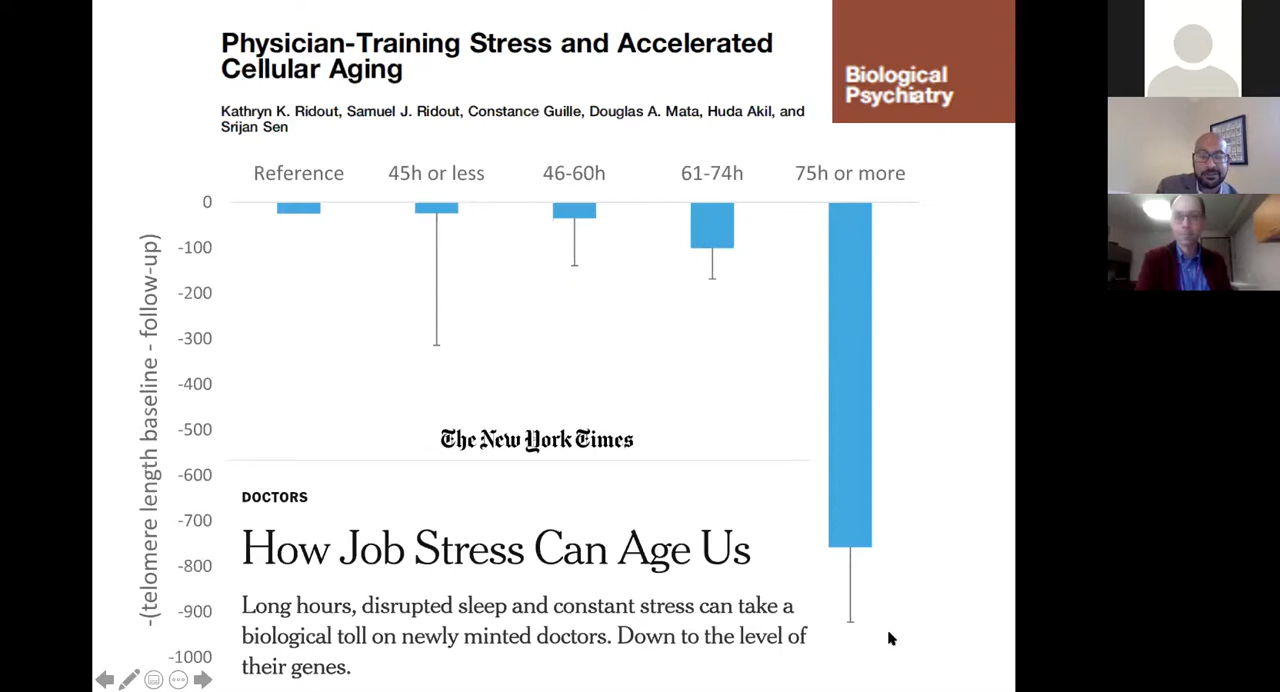 Physician-Training Stress and Accelerated
Cellular Aging
Biological
Psychiatry
Kathryn K. Ridout, Samuel J. Ridout, Constance Guille, Douglas A. Mata, Huda Akil, and
Srijan Sen
Reference 45h or less 46-60h 61-74h 75h or more
0
-100
-200
-300
-400
-500
-600
-700
-800
-900
-1000
-(telomere length baseline - follow-up)
The New York Times
DOCTORS
How Job Stress Can Age Us
Long hours, disrupted sleep and constant stress can take a
biological toll on newly minted doctors. Down to the level of
their genes.